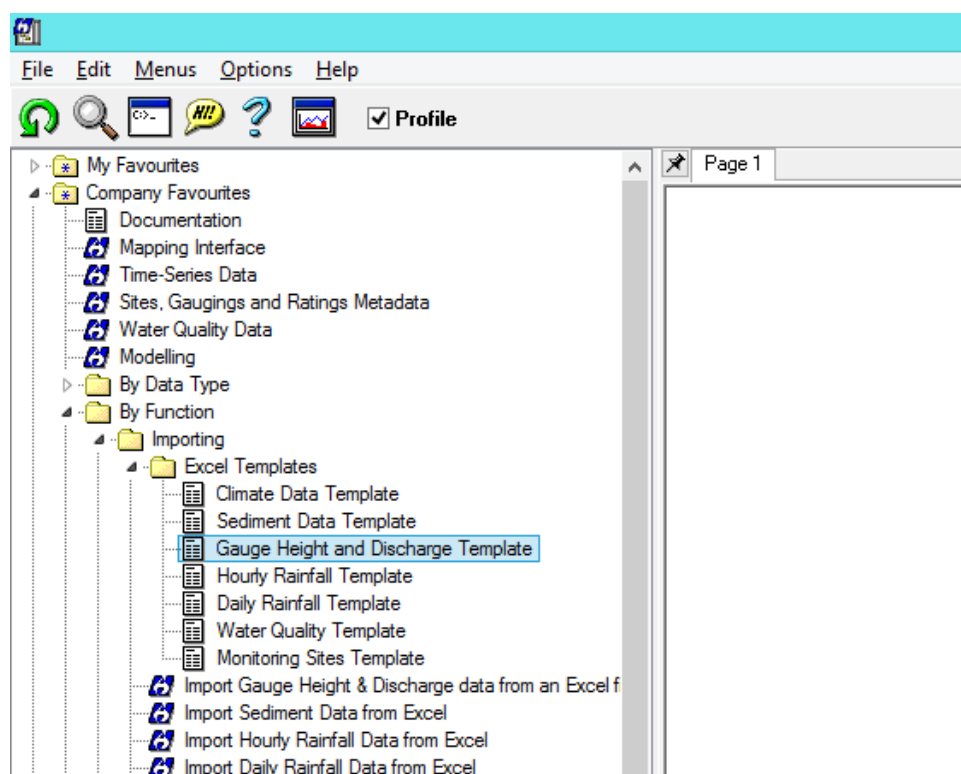 File Edit Menus Options Help
C:>_ HI! Profile
Page 1
My Favourites
Company Favourites
Documentation
Mapping Interface
Time-Series Data
Sites, Gaugings and Ratings Metadata
Water Quality Data
Modelling
By Data Type
By Function
Importing
Excel Templates
Climate Data Template
Sediment Data Template
Gauge Height and Discharge Template
Hourly Rainfall Template
Daily Rainfall Template
Water Quality Template
Monitoring Sites Template
Import Gauge Height & Discharge data from an Excel f
Import Sediment Data from Excel
Import Hourly Rainfall Data from Excel
Import Daily Rainfall Data from Excel